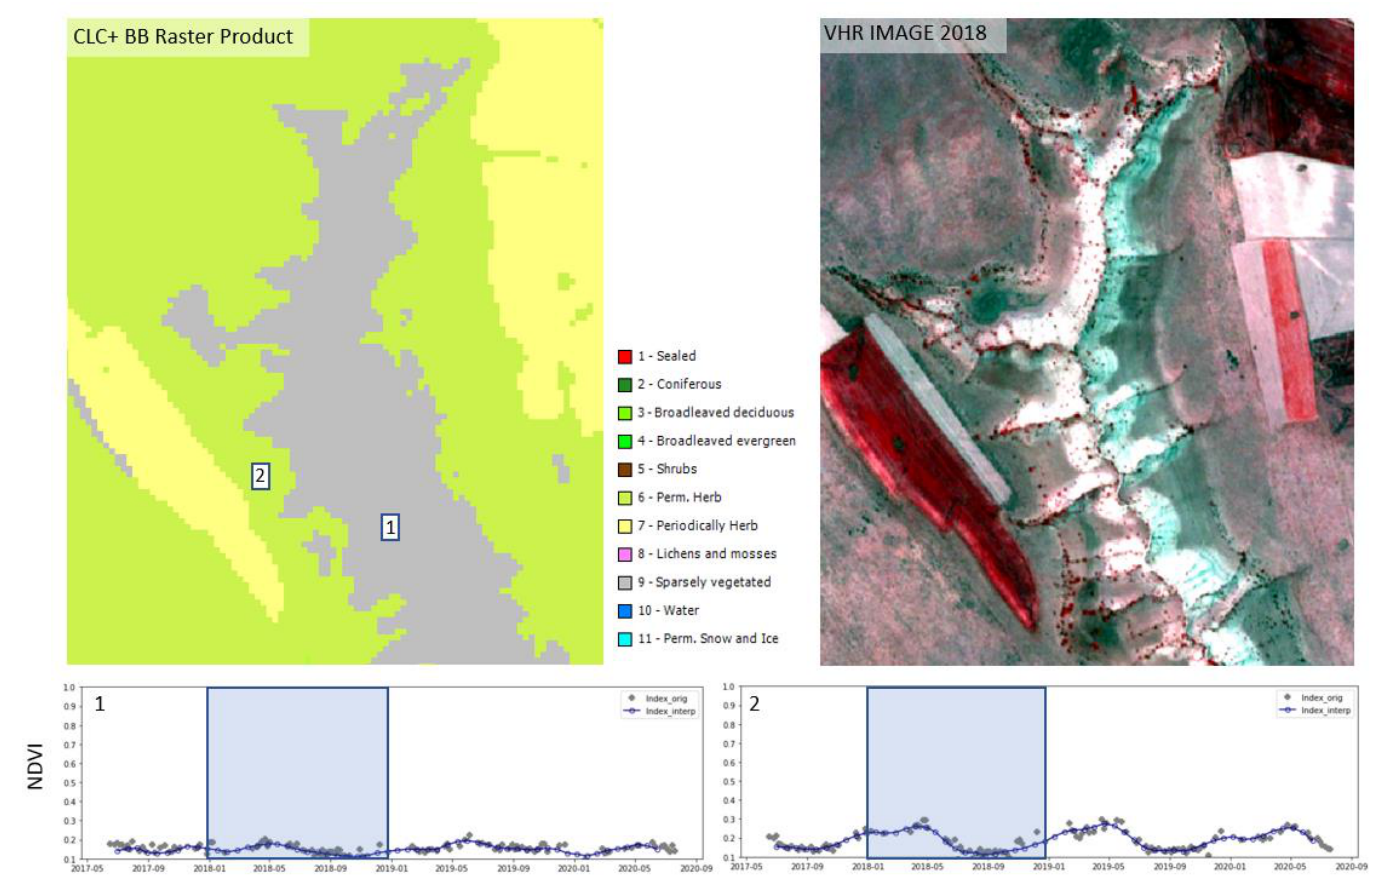 CLC+ BB Raster Product
VHR IMAGE 2018
1 - Sealed
2 - Coniferous
3 - Broadleaved deciduous
4 - Broadleaved evergreen
5 - Shrubs
6 - Perm. Herb
7 - Periodically Herb
8 - Lichens and mosses
9 - Sparsely vegetated
10 - Water
11 - Perm. Snow and Ice
2
1
NDVI
1
Index_orig
Index_interp
1.0
0.9
0.8
0.7
0.6
0.5
0.4
0.3
0.2
0.1
2017-05 2017-09 2018-01 2018-05 2018-09 2019-01 2019-05 2019-09 2020-01 2020-05 2020-09
2
Index_orig
Index_interp
1.0
0.9
0.8
0.7
0.6
0.5
0.4
0.3
0.2
0.1
2017-05 2017-09 2018-01 2018-05 2018-09 2019-01 2019-05 2019-09 2020-01 2020-05 2020-09